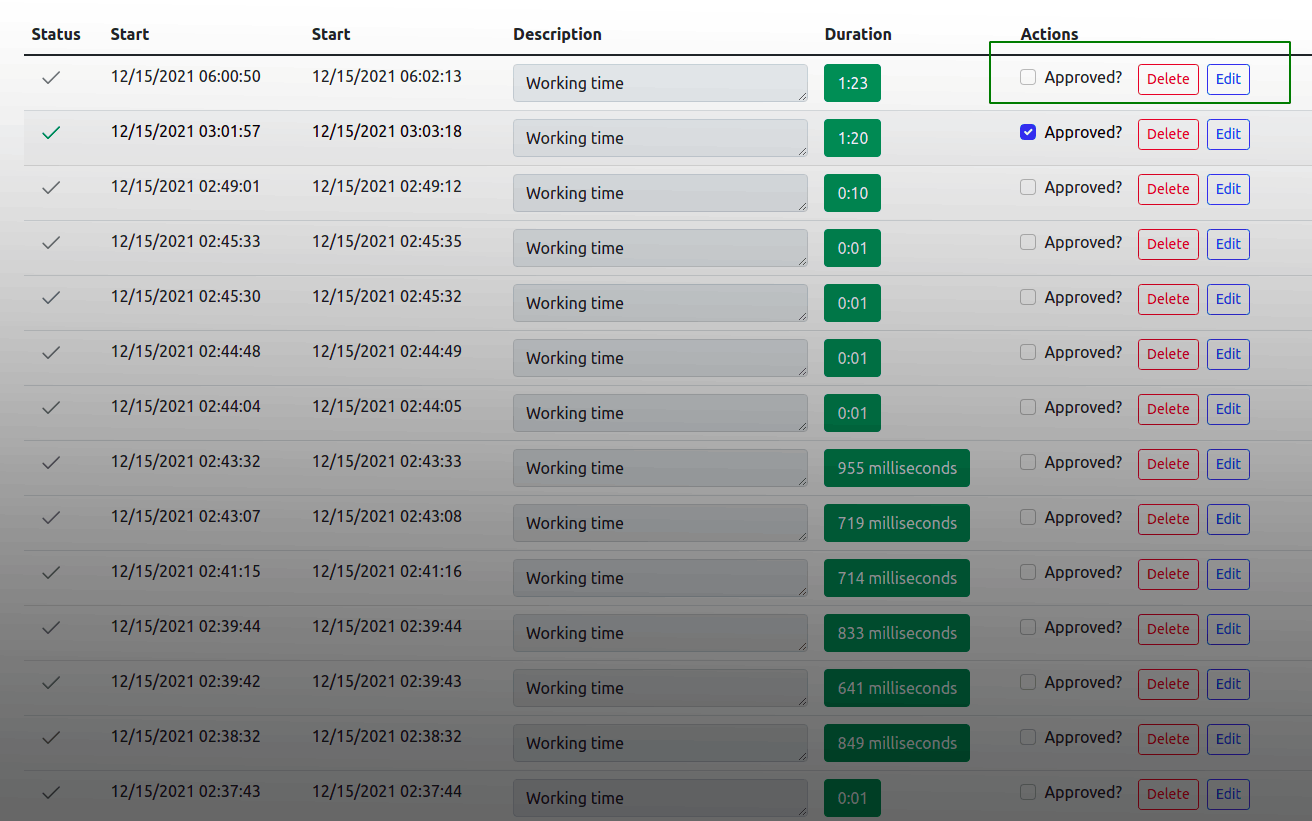 Status Start Start Description Duration Actions
12/15/2021 06:00:50 12/15/2021 06:02:13 Working time 1:23 Approved? Delete Edit
12/15/2021 03:01:57 12/15/2021 03:03:18 Working time 1:20 Approved? Delete Edit
12/15/2021 02:49:01 12/15/2021 02:49:12 Working time 0:10 Approved? Delete Edit
12/15/2021 02:45:33 12/15/2021 02:45:35 Working time 0:01 Approved? Delete Edit
12/15/2021 02:45:30 12/15/2021 02:45:32 Working time 0:01 Approved? Delete Edit
12/15/2021 02:44:48 12/15/2021 02:44:49 Working time 0:01 Approved? Delete Edit
12/15/2021 02:44:04 12/15/2021 02:44:05 Working time 0:01 Approved? Delete Edit
12/15/2021 02:43:32 12/15/2021 02:43:33 Working time 955 milliseconds Approved? Delete Edit
12/15/2021 02:43:07 12/15/2021 02:43:08 Working time 719 milliseconds Approved? Delete Edit
12/15/2021 02:41:15 12/15/2021 02:41:16 Working time 714 milliseconds Approved? Delete Edit
12/15/2021 02:39:44 12/15/2021 02:39:44 Working time 833 milliseconds Approved? Delete Edit
12/15/2021 02:39:42 12/15/2021 02:39:43 Working time 641 milliseconds Approved? Delete Edit
12/15/2021 02:38:32 12/15/2021 02:38:32 Working time 849 milliseconds Approved? Delete Edit
12/15/2021 02:37:43 12/15/2021 02:37:44 Working time 0:01 Approved? Delete Edit